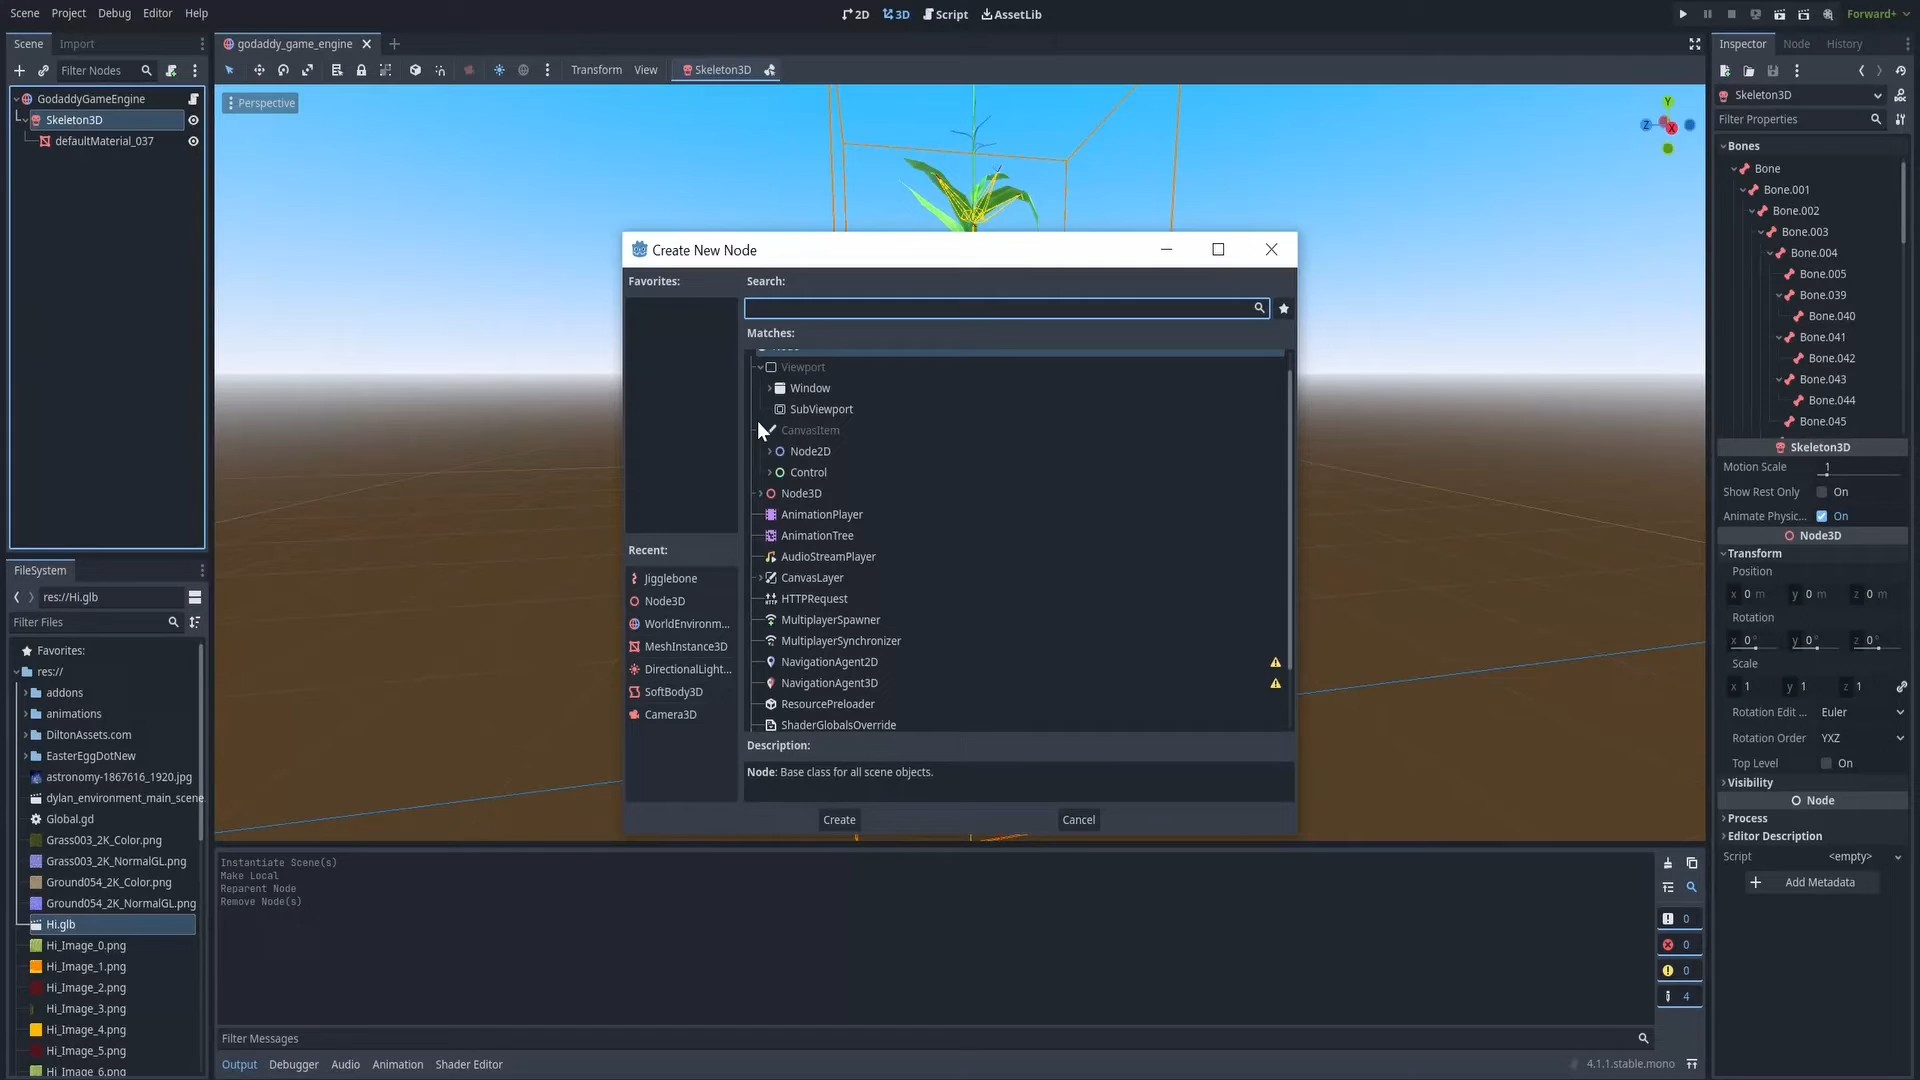 Scene Project Debug Editor Help
2D 3D Script AssetLib
Forward+
Scene Import
Filter Nodes
GodaddyGameEngine
Skeleton3D
defaultMaterial_037
godaddy_game_engine
Transform View Skeleton3D
Perspective
Y
Z
X
Create New Node
Favorites:
Search:
Matches:
Viewport
Window
SubViewport
CanvasItem
Node2D
Control
Node3D
AnimationPlayer
AnimationTree
AudioStreamPlayer
CanvasLayer
HTTPRequest
MultiplayerSpawner
MultiplayerSynchronizer
NavigationAgent2D
NavigationAgent3D
ResourcePreloader
ShaderGlobalsOverride
Recent:
Jigglebone
Node3D
WorldEnvironm...
MeshInstance3D
DirectionalLight...
SoftBody3D
Camera3D
Description:
Node: Base class for all scene objects.
Create Cancel
FileSystem
res://Hi.glb
Filter Files
Favorites:
res://
addons
animations
DiltonAssets.com
EasterEggDotNew
astronomy-1867616_1920.jpg
dylan_environment_main_scene.
Global.gd
Grass003_2K_Color.png
Grass003_2K_NormalGL.png
Ground054_2K_Color.png
Ground054_2K_NormalGL.png
Hi.glb
Hi_Image_0.png
Hi_Image_1.png
Hi_Image_2.png
Hi_Image_3.png
Hi_Image_4.png
Hi_Image_5.png
Hi_Image_6.png
Instantiate Scene(s)
Make Local
Reparent Node
Remove Node(s)
0
0
0
4
Filter Messages
Output Debugger Audio Animation Shader Editor
4.1.1.stable.mono
Inspector Node History
Skeleton3D
Filter Properties
Bones
Bone
Bone.001
Bone.002
Bone.003
Bone.004
Bone.005
Bone.039
Bone.040
Bone.041
Bone.042
Bone.043
Bone.044
Bone.045
Skeleton3D
Motion Scale 1
Show Rest Only On
Animate Physic... On
Node3D
Transform
Position
x 0 m y 0 m z 0 m
Rotation
x 0° y 0° z 0°
Scale
x 1 y 1 z 1
Rotation Edit ... Euler
Rotation Order YXZ
Top Level On
Visibility
Node
Process
Editor Description
Script <empty>
Add Metadata